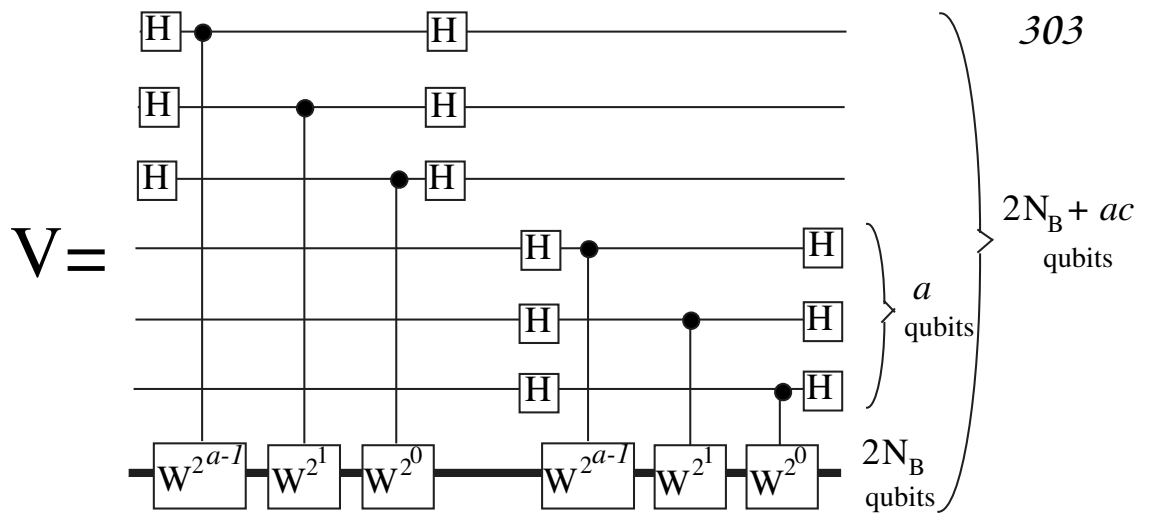 H H 303
H H
H H
2N_B + ac
qubits
V=
H H
a
qubits
H H
H H
W^{2^{a-1}} W^{2^1} W^{2^0} W^{2^{a-1}} W^{2^1} W^{2^0} 2N_B
qubits